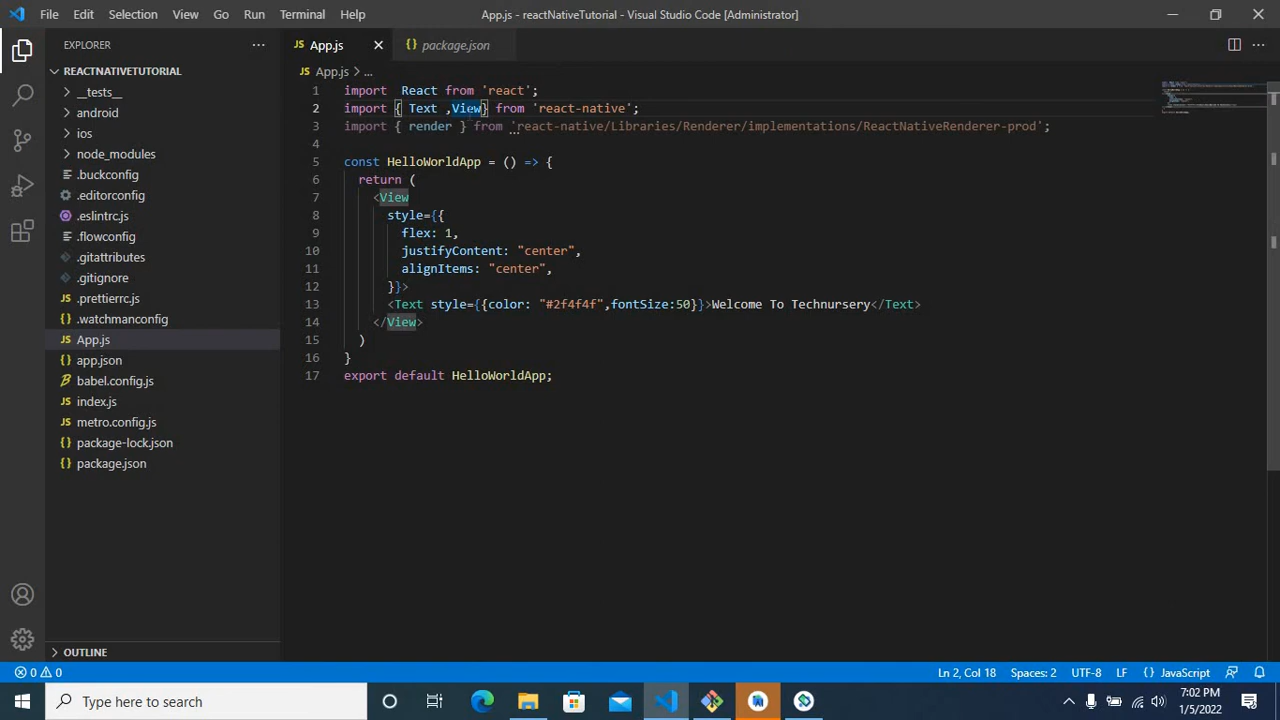 File Edit Selection View Go Run Terminal Help App.js - reactNativeTutorial - Visual Studio Code [Administrator]
EXPLORER
REACTNATIVETUTORIAL
__tests__
android
ios
node_modules
.buckconfig
.editorconfig
.eslintrc.js
.flowconfig
.gitattributes
.gitignore
.prettierrc.js
.watchmanconfig
JS App.js
{} app.json
babel.config.js
JS index.js
JS metro.config.js
{} package-lock.json
{} package.json
OUTLINE
JS App.js {} package.json
JS App.js > ...
1 import  React from 'react';
2 import { Text ,View} from 'react-native';
3 import { render } from 'react-native/Libraries/Renderer/implementations/ReactNativeRenderer-prod';
4
5 const HelloWorldApp = () => {
6 return (
7 <View
8 style={{
9 flex: 1,
10 justifyContent: "center",
11 alignItems: "center",
12 }}>
13 <Text style={{color: "#2f4f4f",fontSize:50}}>Welcome To Technursery</Text>
14 </View>
15 )
16 }
17 export default HelloWorldApp;
0 0 Ln 2, Col 18 Spaces: 2 UTF-8 LF {} JavaScript
Type here to search
7:02 PM
1/5/2022